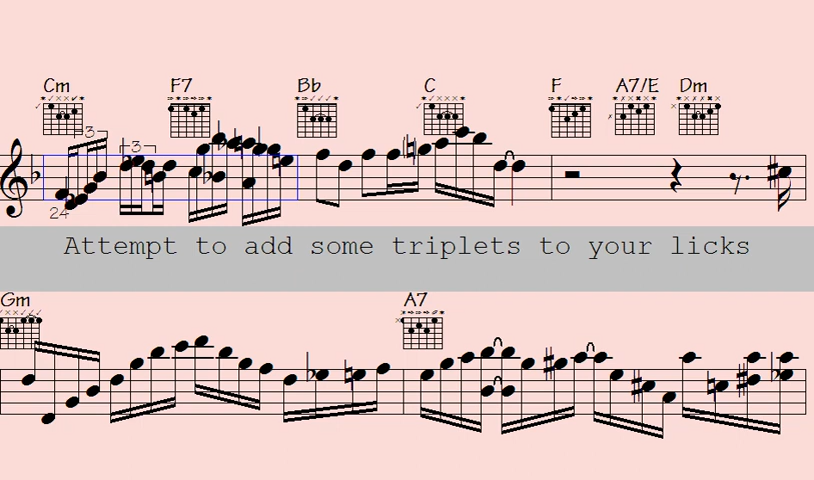 Cm F7 Bb C F A7/E Dm
3 3
24
Attempt to add some triplets to your licks
Gm A7